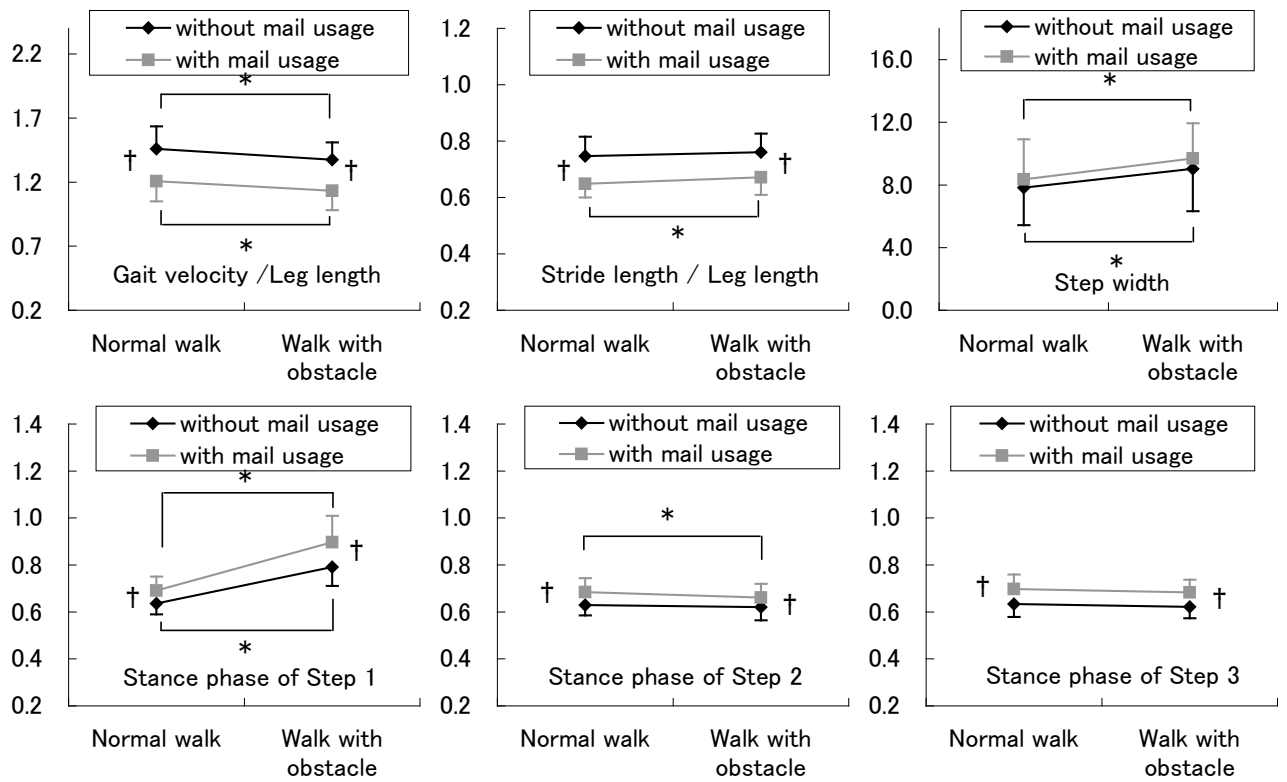 without mail usage
with mail usage
2.2
1.7
1.2
0.7
0.2
*
†
†
*
Gait velocity /Leg length
Normal walk
Walk with
obstacle
without mail usage
with mail usage
1.2
1.0
0.8
0.6
0.4
0.2
†
†
*
Stride length / Leg length
Normal walk
Walk with
obstacle
without mail usage
with mail usage
16.0
12.0
8.0
4.0
0.0
*
*
Step width
Normal walk
Walk with
obstacle
without mail usage
with mail usage
1.4
1.2
1.0
0.8
0.6
0.4
0.2
*
†
†
*
Stance phase of Step 1
Normal walk
Walk with
obstacle
without mail usage
with mail usage
1.4
1.2
1.0
0.8
0.6
0.4
0.2
*
†
†
Stance phase of Step 2
Normal walk
Walk with
obstacle
without mail usage
with mail usage
1.4
1.2
1.0
0.8
0.6
0.4
0.2
†
†
Stance phase of Step 3
Normal walk
Walk with
obstacle